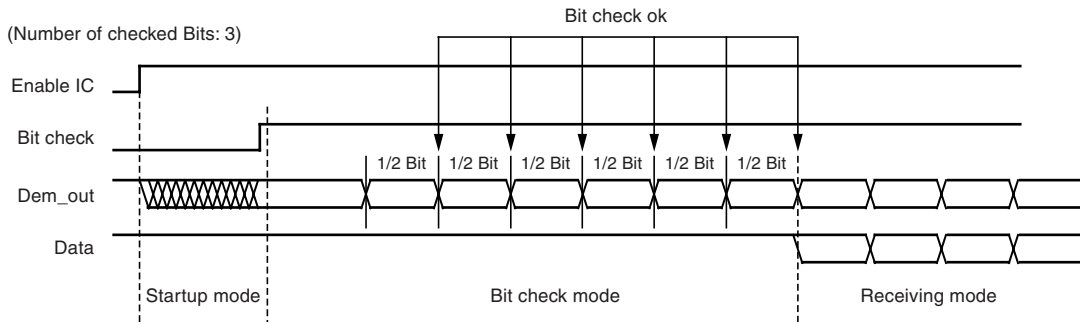 Bit check ok
(Number of checked Bits: 3)
Enable IC
Bit check
1/2 Bit 1/2 Bit 1/2 Bit 1/2 Bit 1/2 Bit 1/2 Bit
Dem_out
Data
Startup mode Bit check mode Receiving mode